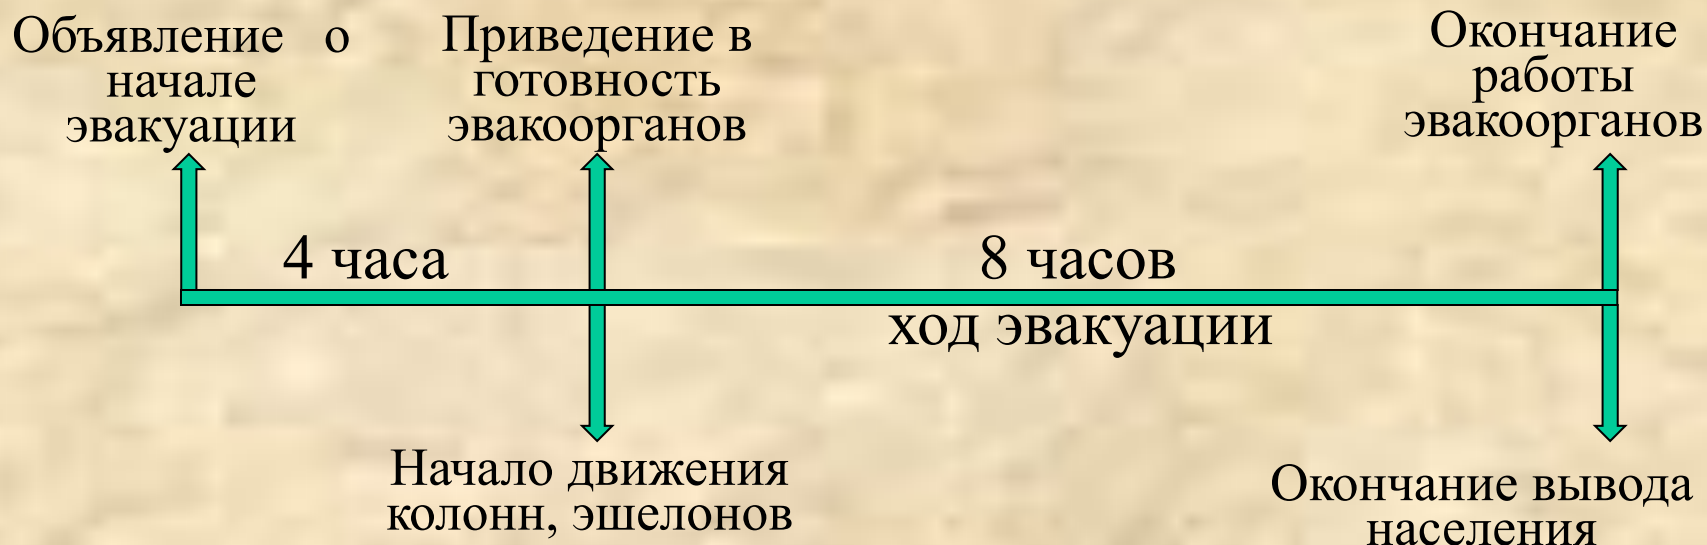 Объявление о
начале
эвакуации
Приведение в
готовность
эвакоорганов
Окончание
работы
эвакоорганов
4 часа
8 часов
ход эвакуации
Начало движения
колонн, эшелонов
Окончание вывода
населения